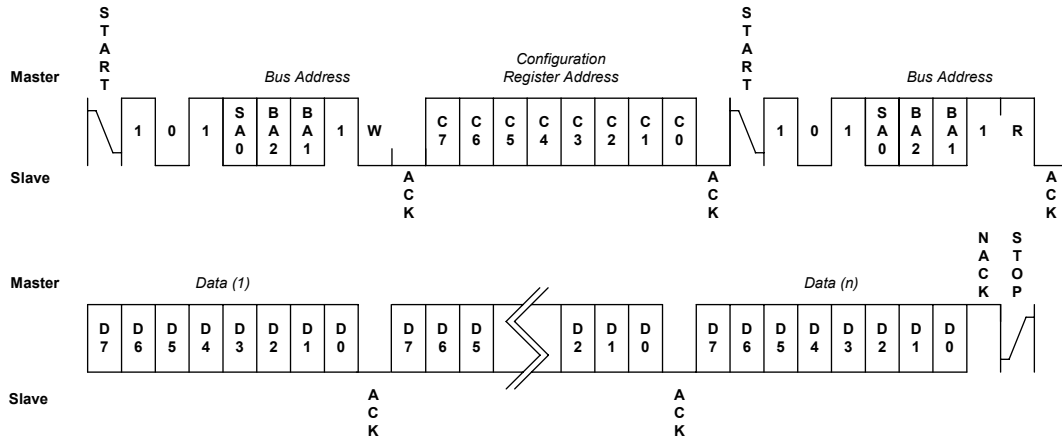 START
START
Configuration
Master Bus Address Register Address Bus Address
1 0 1 SA0 BA2 BA1 1 W C7 C6 C5 C4 C3 C2 C1 C0 1 0 1 SA0 BA2 BA1 1 R
Slave
ACK
ACK
ACK
NACK
STOP
Master Data (1) Data (n)
D7 D6 D5 D4 D3 D2 D1 D0 D7 D6 D5 D2 D1 D0 D7 D6 D5 D4 D3 D2 D1 D0
Slave
ACK
ACK